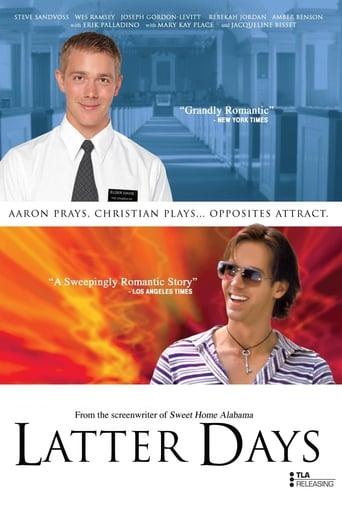 STEVE SANDVOSS WES RAMSEY JOSEPH GORDON-LEVITT REBEKAH JORDAN AMBER BENSON
with ERIK PALLADINO with MARY KAY PLACE and JACQUELINE BISSET
"Grandly Romantic"
- NEW YORK TIMES
ELDER DAVIS
AARON PRAYS, CHRISTIAN PLAYS... OPPOSITES ATTRACT.
"A Sweepingly Romantic Story"
- LOS ANGELES TIMES
From the screenwriter of Sweet Home Alabama
LATTER DAYS
TLA
RELEASING